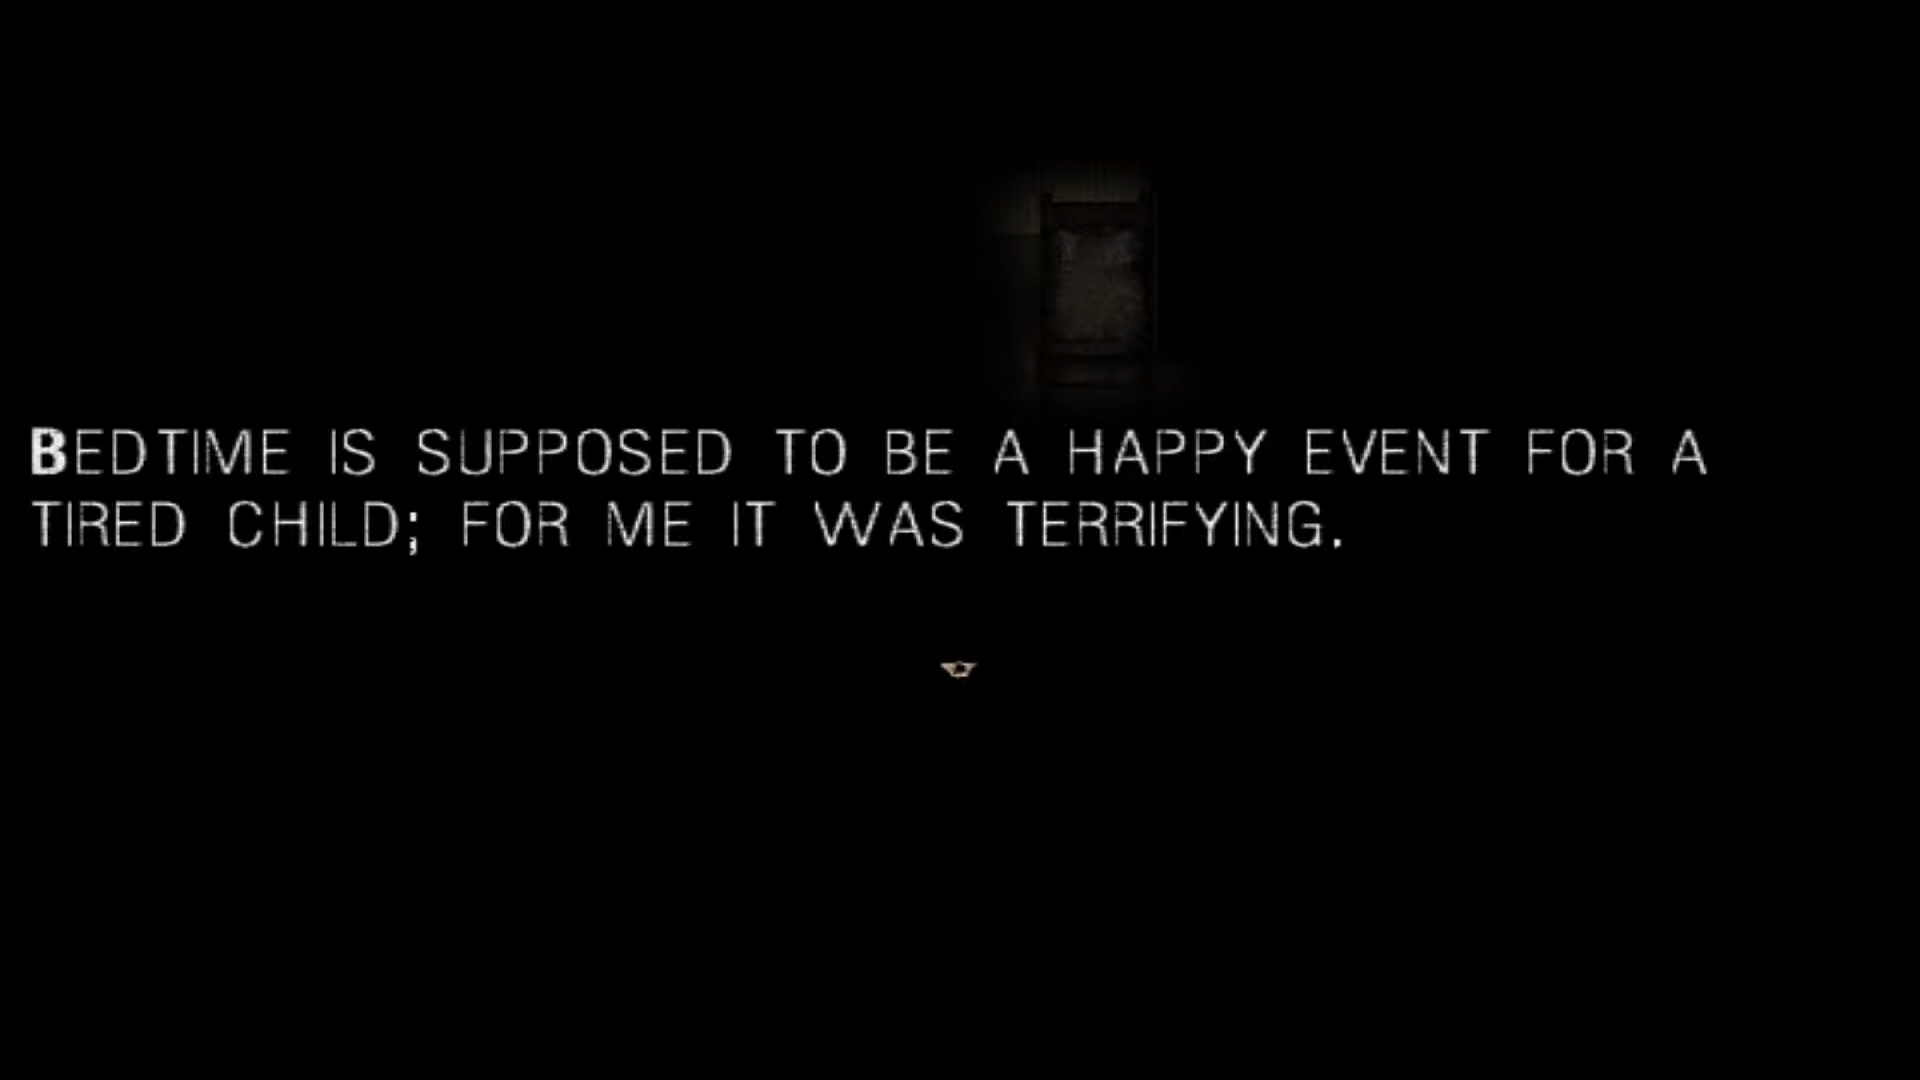 BEDTIME IS SUPPOSED TO BE A HAPPY EVENT FOR A
TIRED CHILD; FOR ME IT WAS TERRIFYING.